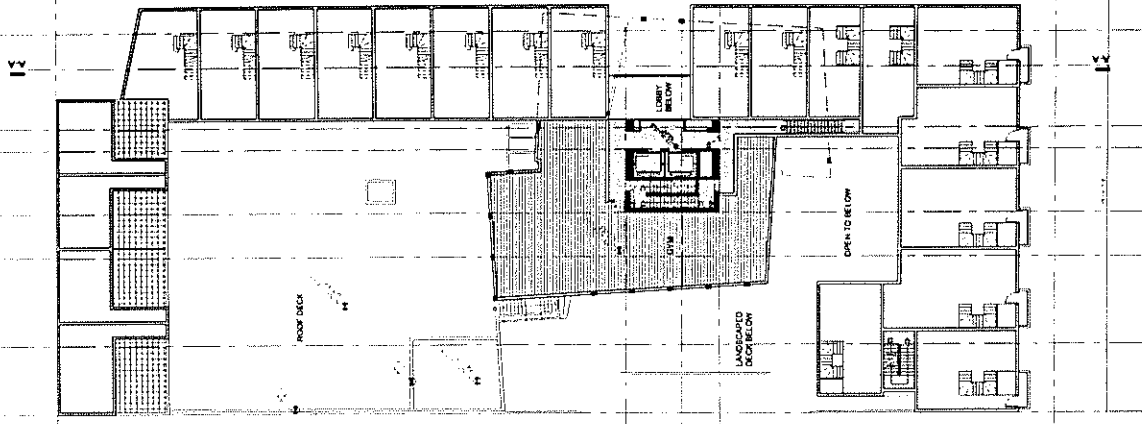 LOBBY
BELOW
GYM
OPEN TO BELOW
ROOF DECK
LANDSCAPED
DECK BELOW